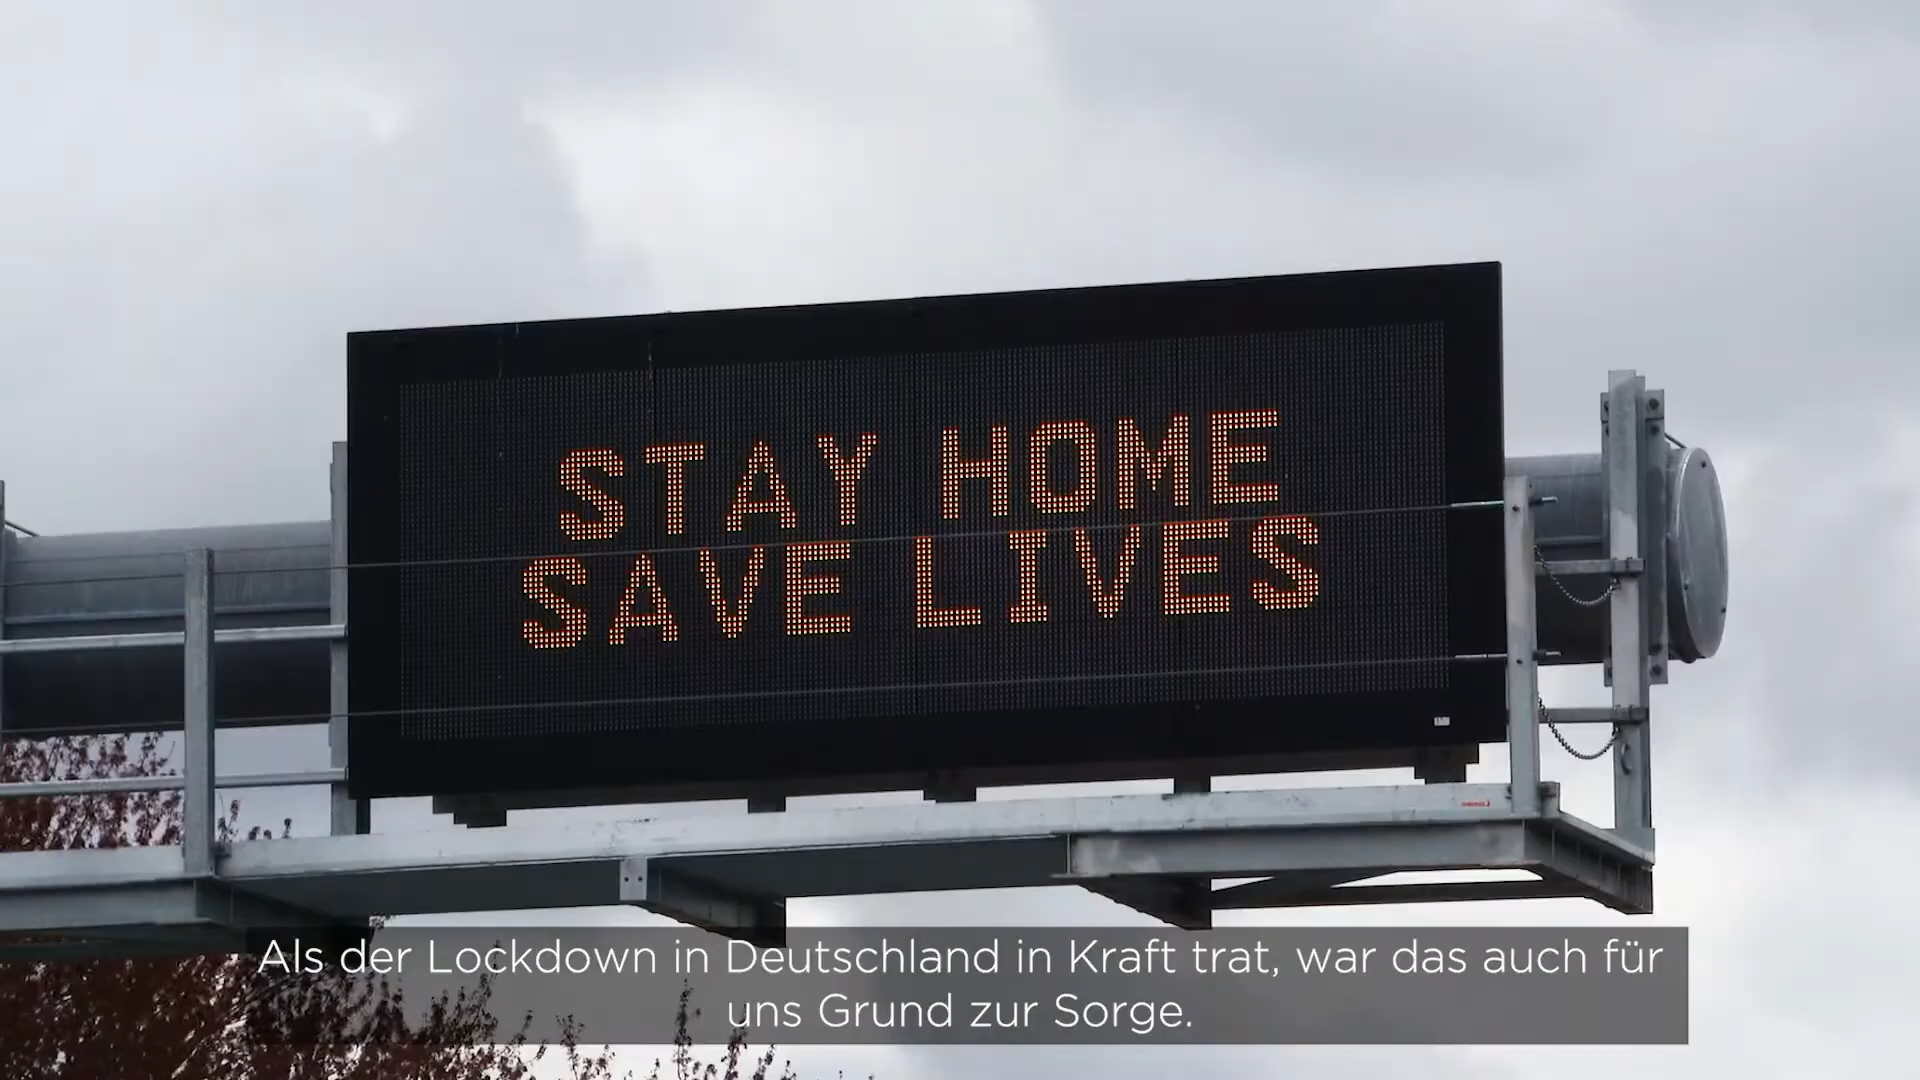 STAY HOME
SAVE LIVES
Als der Lockdown in Deutschland in Kraft trat, war das auch für
uns Grund zur Sorge.